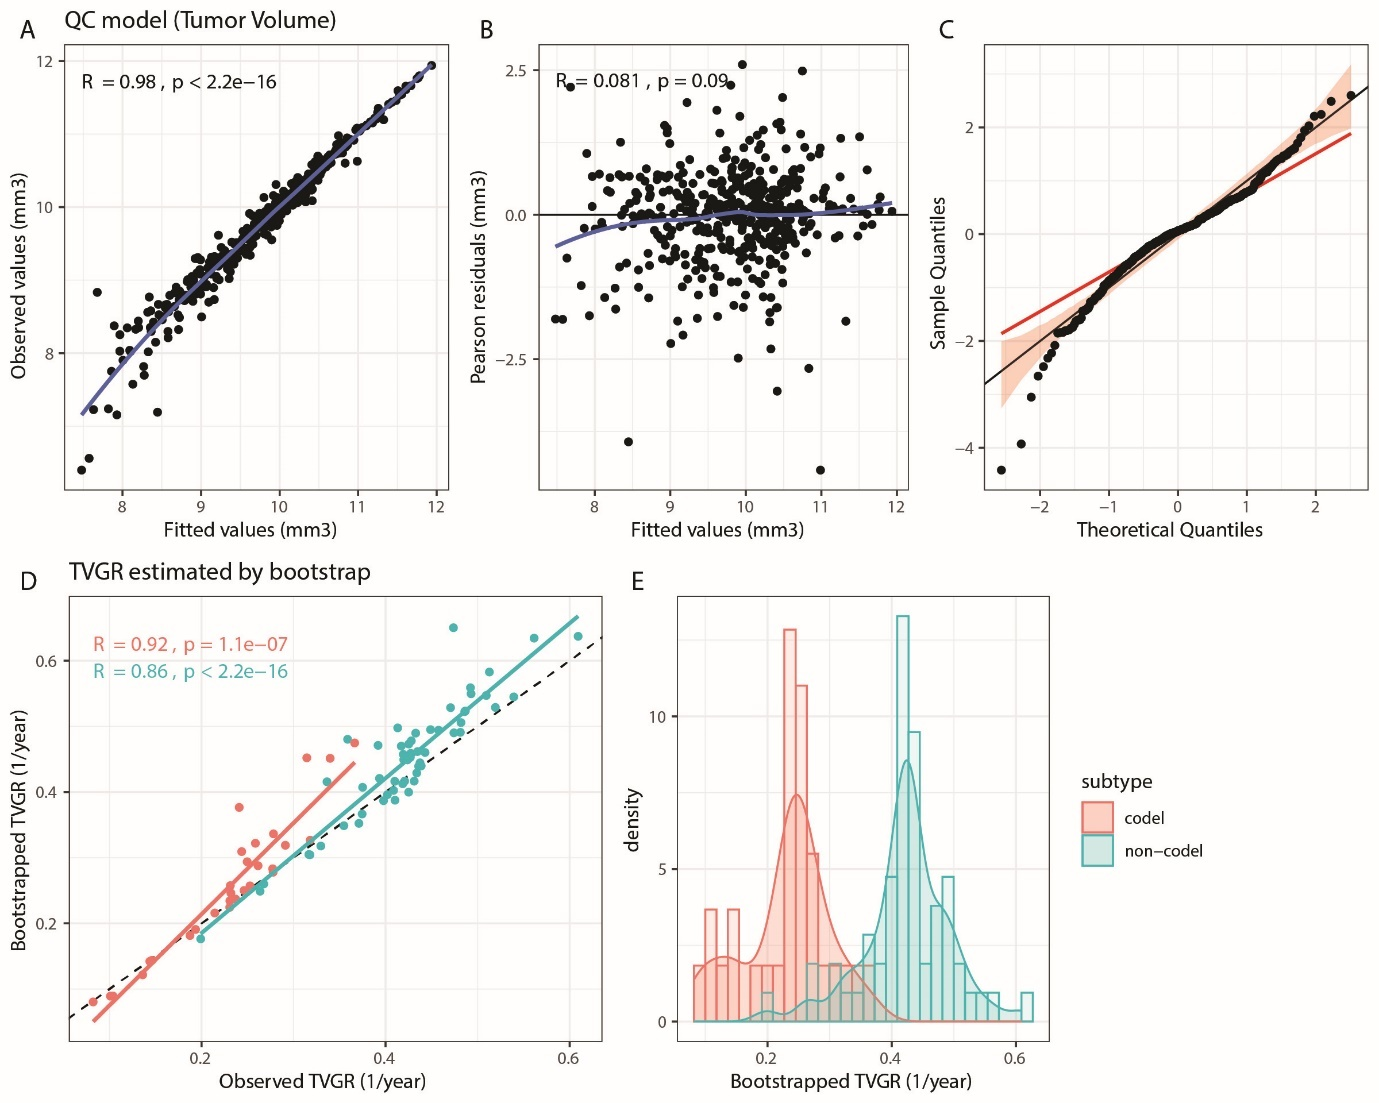 A
QC model (Tumor Volume)
R = 0.98 , p < 2.2e−16
12
10
8
Observed values (mm3)
8
9
10
11
12
Fitted values (mm3)
B
R = 0.081 , p = 0.09
2.5
0.0
−2.5
Pearson residuals (mm3)
8
9
10
11
12
Fitted values (mm3)
C
2
0
−2
−4
Sample Quantiles
−2
−1
0
1
2
Theoretical Quantiles
D
TVGR estimated by bootstrap
R = 0.92 , p = 1.1e−07
R = 0.86 , p < 2.2e−16
0.6
0.4
0.2
Bootstrapped TVGR (1/year)
0.2
0.4
0.6
Observed TVGR (1/year)
E
10
5
0
density
0.2
0.4
0.6
Bootstrapped TVGR (1/year)
subtype
codel
non−codel